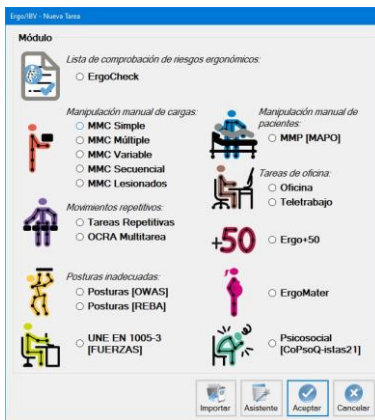 Ergo/IBV - Nueva Tarea
Módulo
Lista de comprobación de riesgos ergonómicos:
ErgoCheck
Manipulación manual de cargas:
MMC Simple
MMC Múltiple
MMC Variable
MMC Secuencial
MMC Lesionados
Movimientos repetitivos:
Tareas Repetitivas
OCRA Multitarea
Posturas inadecuadas:
Posturas [OWAS]
Posturas [REBA]
UNE EN 1005-3
[FUERZAS]
Manipulación manual de
pacientes:
MMP [MAPO]
Tareas de oficina:
Oficina
Teletrabajo
+50
Ergo+50
ErgoMater
Psicosocial
[CoPsoQ-istas21]
Importar
Asistente
Aceptar
Cancelar